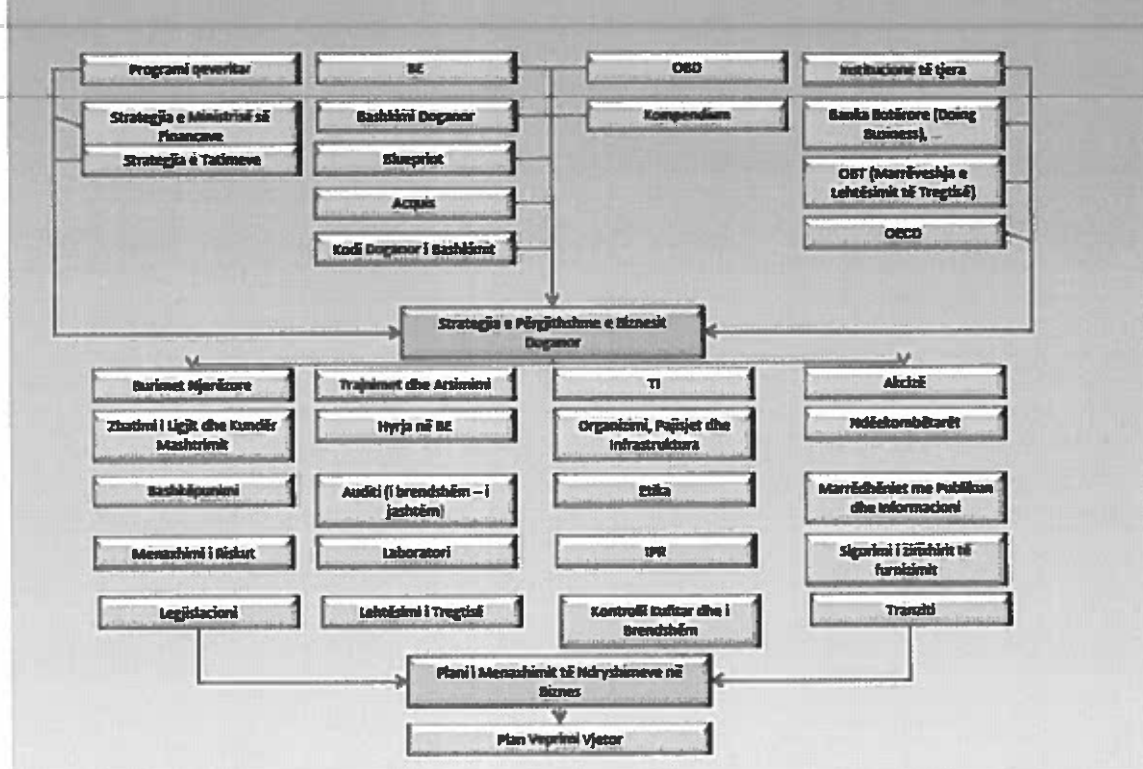 Programi qeveritar
BE
OBD
Institucione të tjera
Strategjia e Ministrisë së
Financave
Strategjia e Tatimeve
Bashkimi Doganor
Kompendium
Banka Botërore (Doing
Business), ...
Blueprint
OBT (Marrëveshja e
Lehtësimit të Tregtisë)
Acquis
OECD
Kodi Doganor i Bashkimit
Strategjia e Përgjithshme e Biznesit
Doganor
Burimet Njerëzore
Trajnimet dhe Arsimimi
TI
Akcizë
Zbatimi i Ligjit dhe Kundër
Mashtrimit
Hyrja në BE
Organizimi, Pajisjet dhe
Infrastruktura
Ndëekombëtarët
Bashkëpunimi
Auditi (i brendshëm – i
jashtëm)
Etika
Marrëdhëniet me Publikun
dhe Informacioni
Menaxhimi i Riskut
Laboratori
IPR
Sigurimi i zinxhirit të
furnizimit
Legjislacioni
Lehtësimi i Tregtisë
Kontrolli Kufitar dhe i
Brendshëm
Tranziti
Plani i Menaxhimit të Ndryshimeve në
Biznes
Plan Veprimi Vjetor